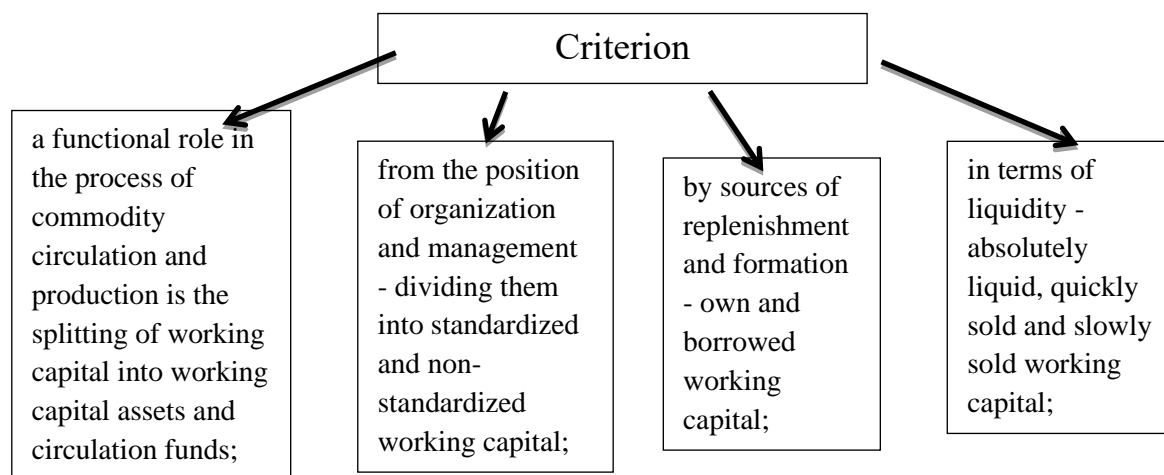 Criterion
a functional role in
the process of
commodity
circulation and
production is the
splitting of working
capital into working
capital assets and
circulation funds;
from the position
of organization
and management
- dividing them
into standardized
and non-
standardized
working capital;
by sources of
replenishment
and formation
- own and
borrowed
working
capital;
in terms of
liquidity -
absolutely
liquid, quickly
sold and slowly
sold working
capital;